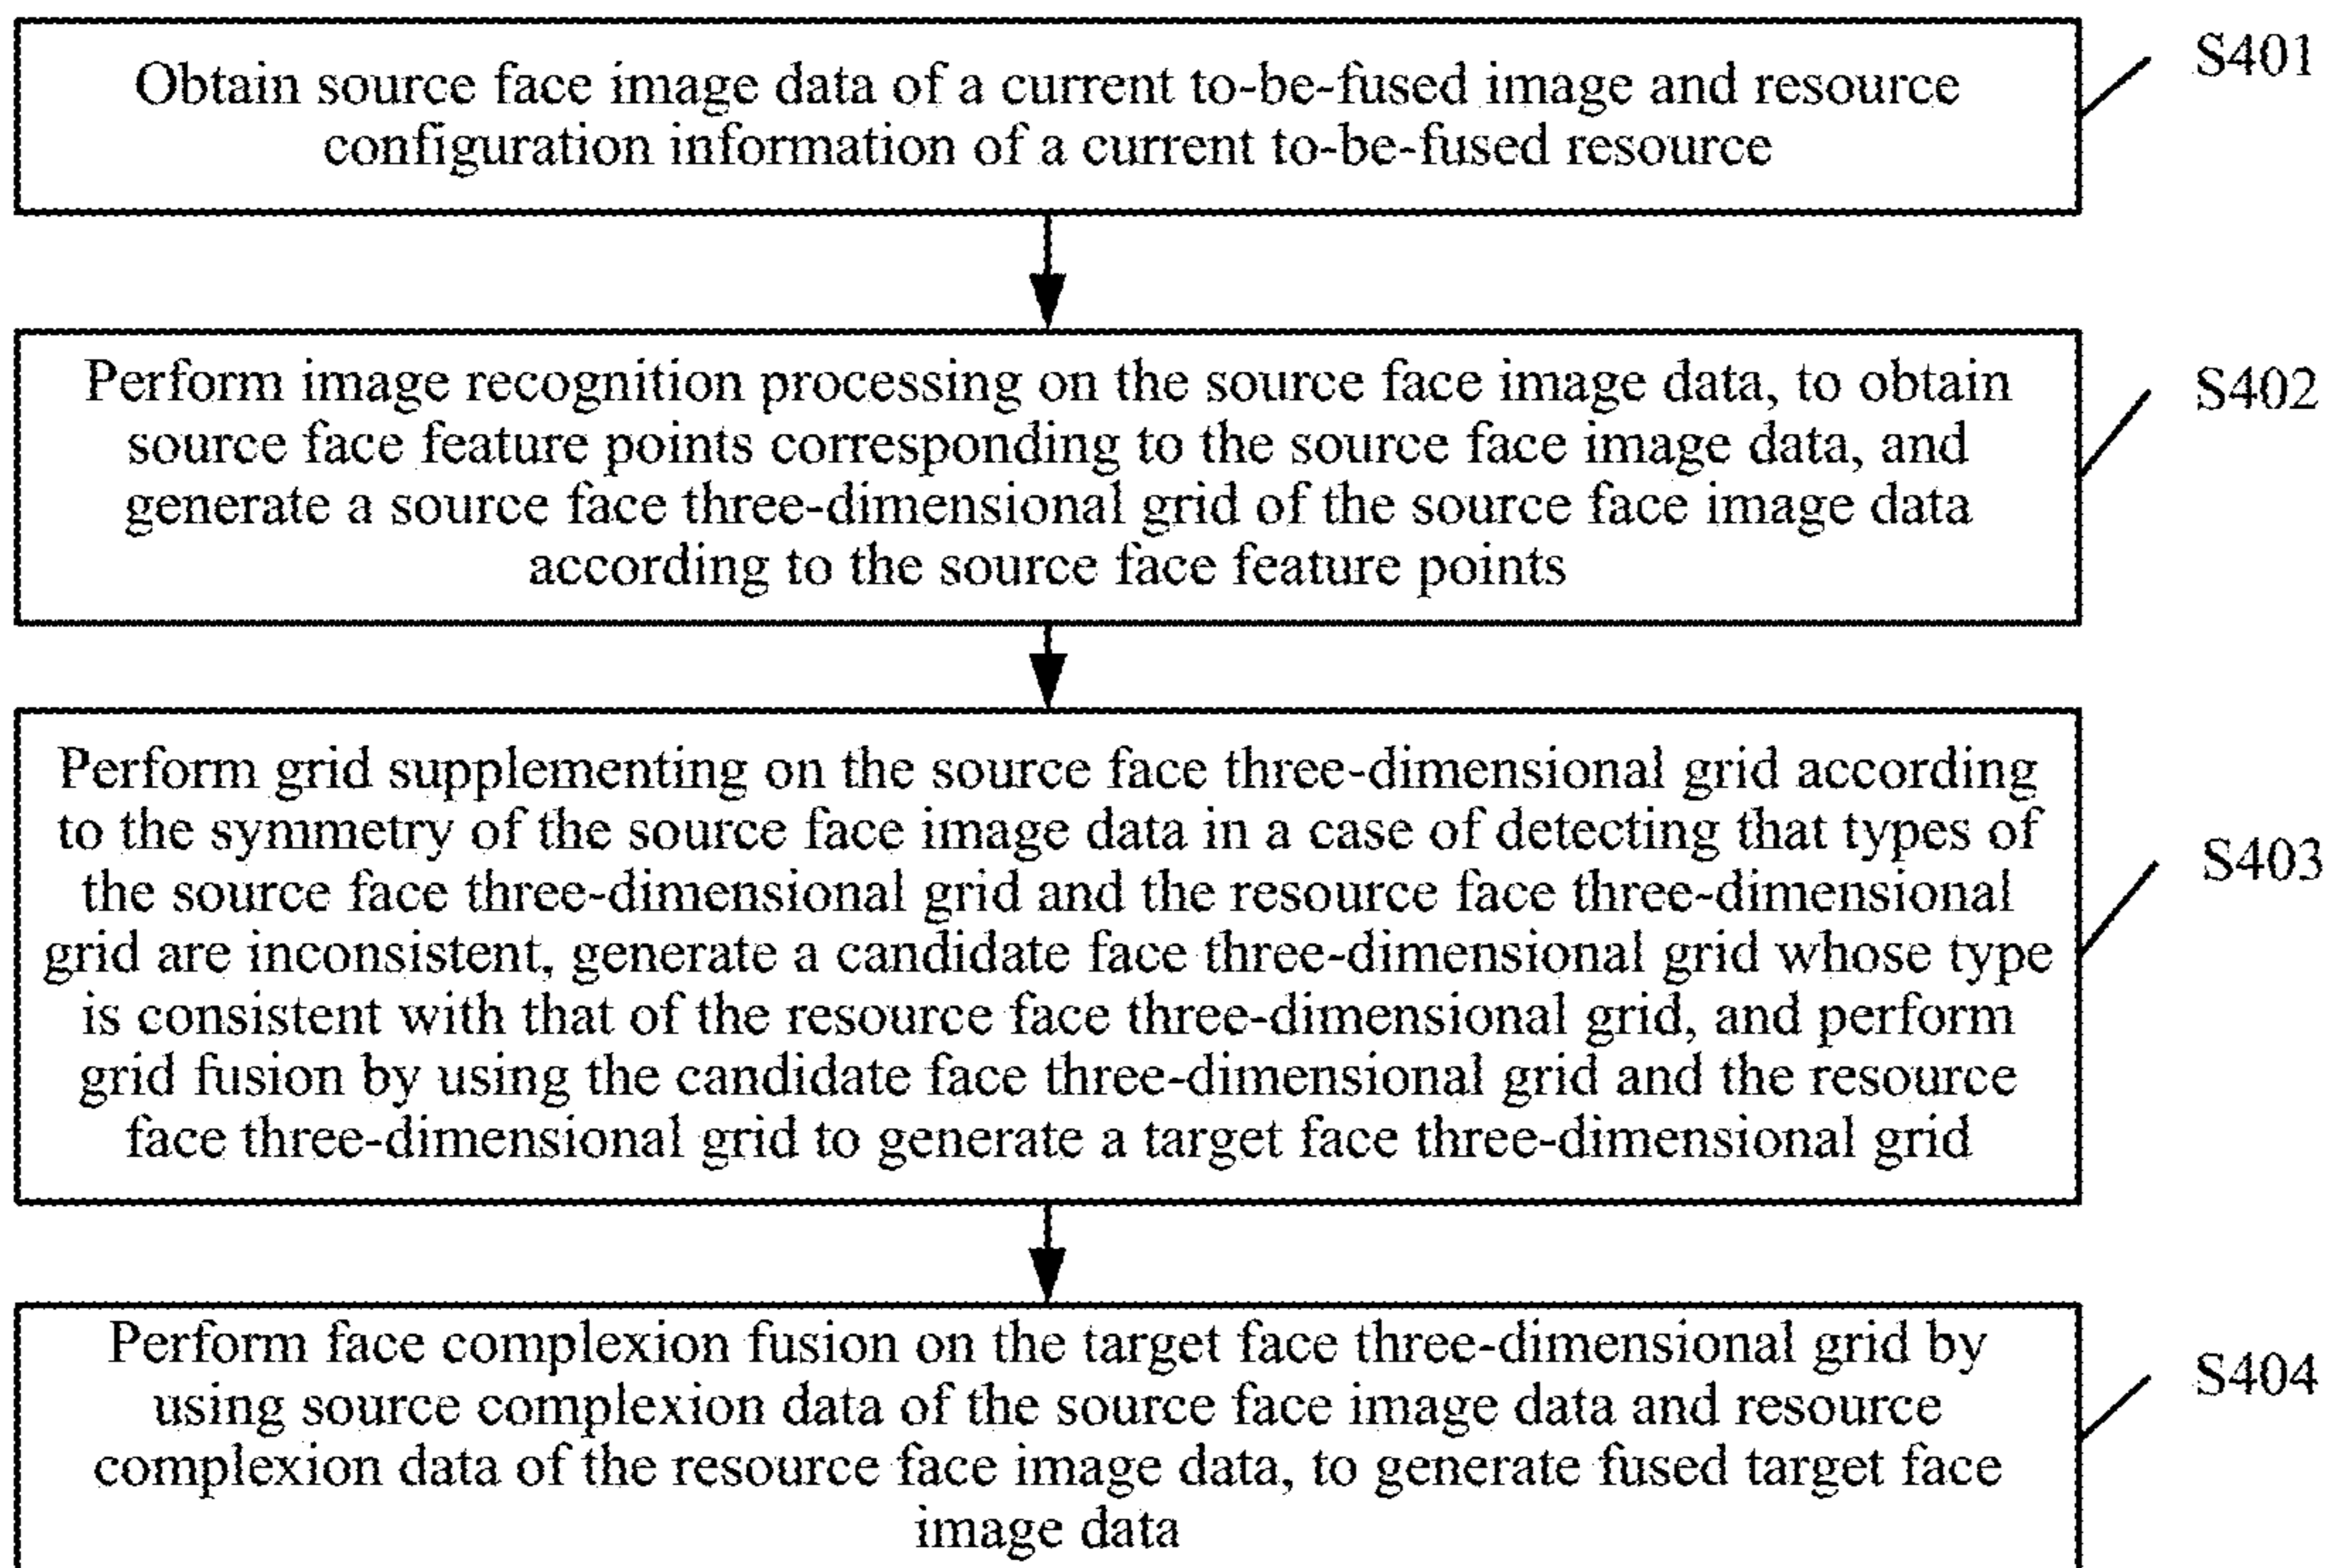 Obtain source face image data of a current to-be-fused image and resource
configuration information of a current to-be-fused resource
S401
Perform image recognition processing on the source face image data, to obtain
source face feature points corresponding to the source face image data, and
generate a source face three-dimensional grid of the source face image data
according to the source face feature points
S402
Perform grid supplementing on the source face three-dimensional grid according
to the symmetry of the source face image data in a case of detecting that types of
the source face three-dimensional grid and the resource face three-dimensional
grid are inconsistent, generate a candidate face three-dimensional grid whose type
is consistent with that of the resource face three-dimensional grid, and perform
grid fusion by using the candidate face three-dimensional grid and the resource
face three-dimensional grid to generate a target face three-dimensional grid
S403
Perform face complexion fusion on the target face three-dimensional grid by
using source complexion data of the source face image data and resource
complexion data of the resource face image data, to generate fused target face
image data
S404